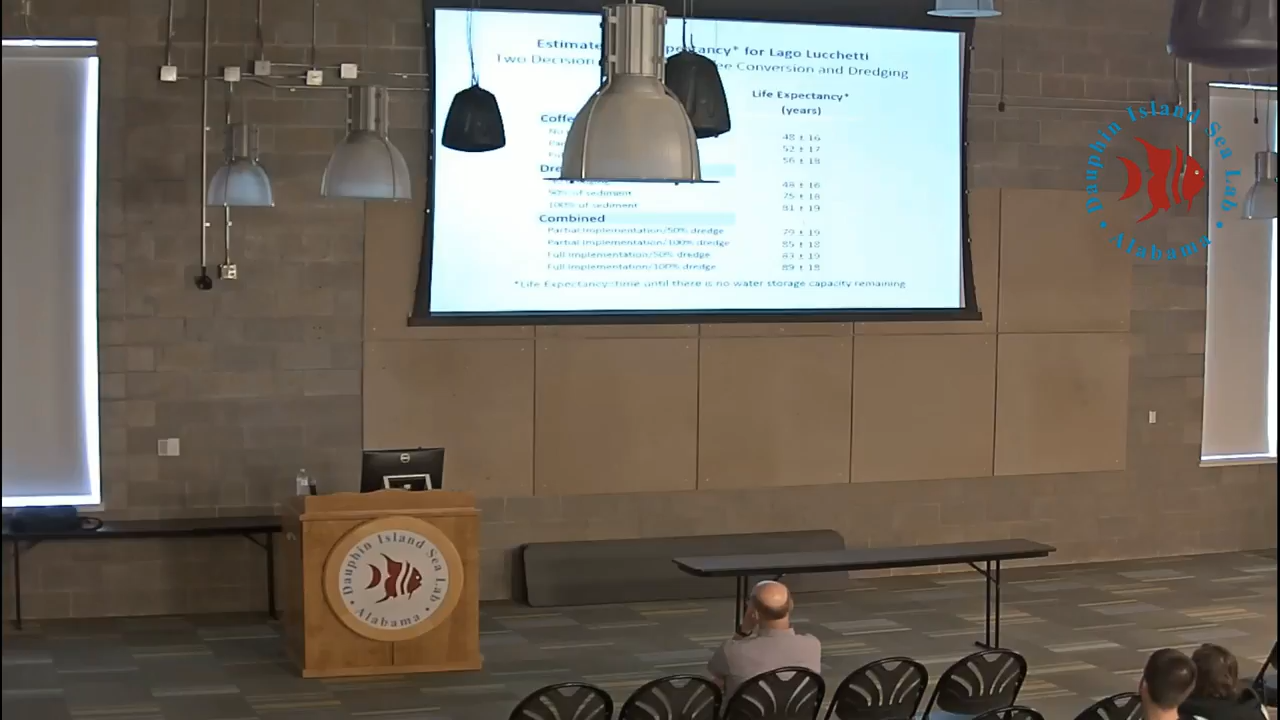 Estimate pectancy* for Lago Lucchetti
Two Decision ee Conversion and Dredging
Life Expectancy*
(years)
Coffe
48 ± 16
52 ± 17
56 ± 18
Dre
48 ± 16
50% of sediment 75 ± 18
100% of sediment 81 ± 19
Combined
Partial Implementation/50% dredge 79 ± 19
Partial Implementation/100% dredge 85 ± 18
Full Implementation/50% dredge 83 ± 19
Full Implementation/100% dredge 89 ± 18
*Life Expectancy: time until there is no water storage capacity remaining
Dauphin Island Sea Lab
• Alabama •
DELL
Dauphin Island Sea Lab
• Alabama •